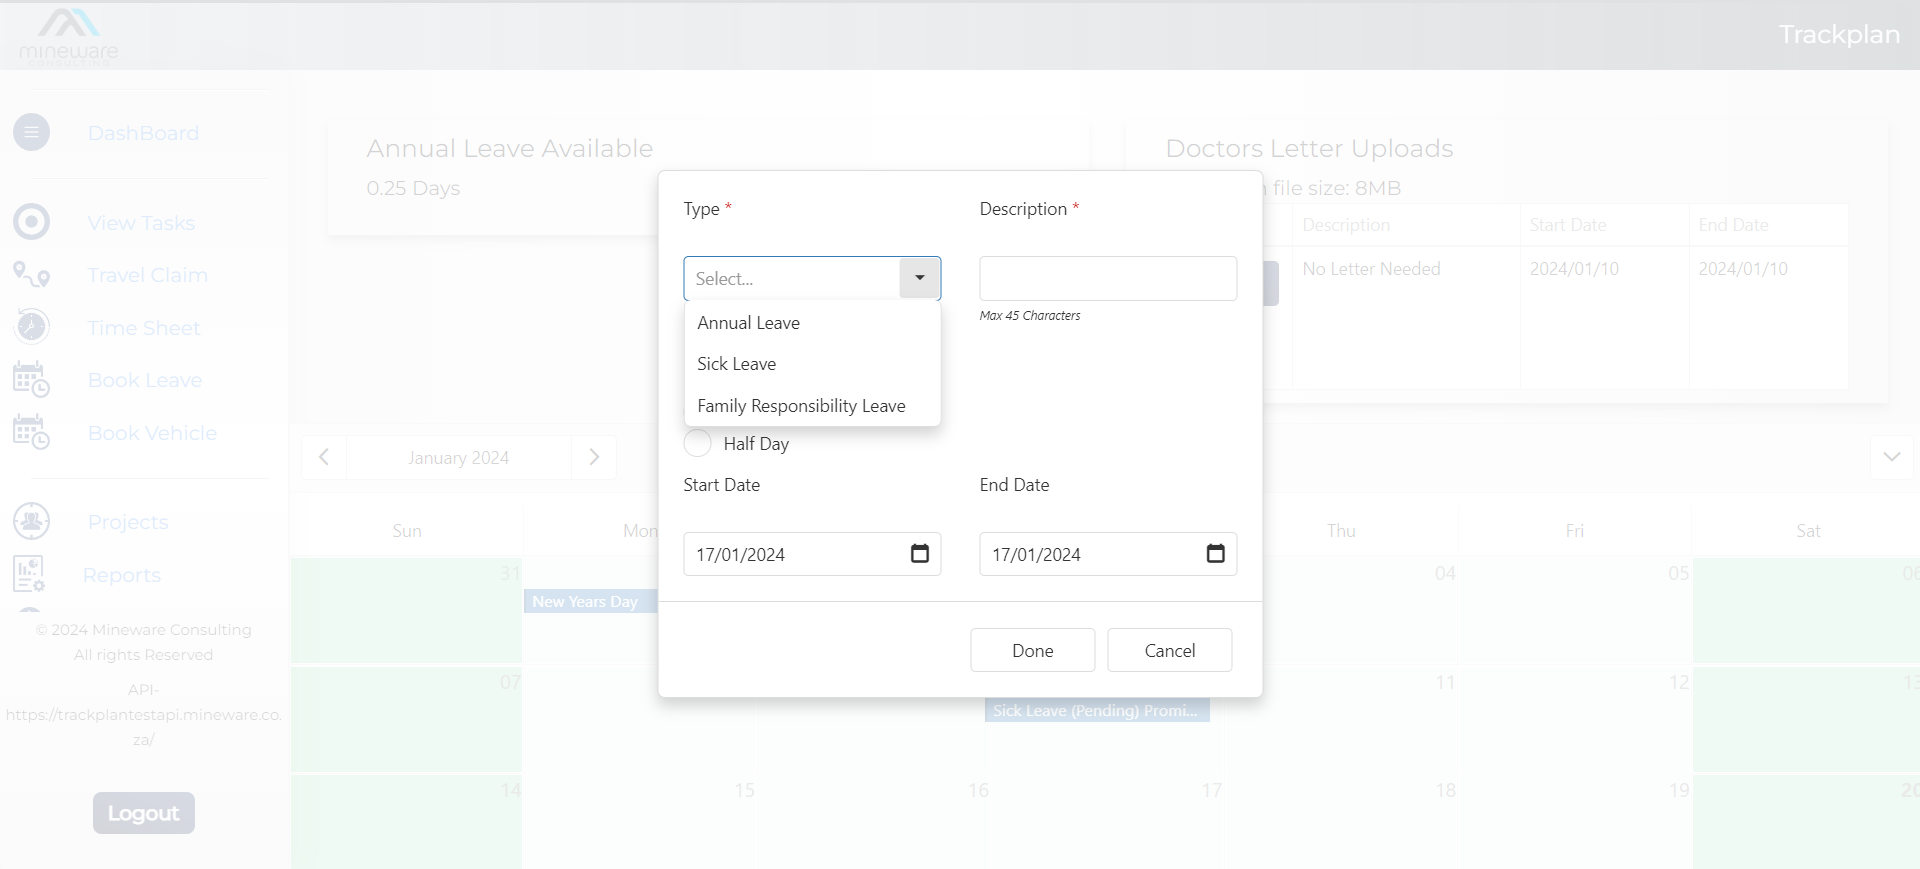 mineware
CONSULTING
Trackplan
DashBoard
View Tasks
Travel Claim
Time Sheet
Book Leave
Book Vehicle
Projects
Reports
© 2024 Mineware Consulting
All rights Reserved
API-
https://trackplantestapi.mineware.co.
za/
Logout
Annual Leave Available
0.25 Days
Doctors Letter Uploads
file size: 8MB
Description Start Date End Date
No Letter Needed 2024/01/10 2024/01/10
Type * Description *
Select...
Max 45 Characters
Annual Leave
Sick Leave
Family Responsibility Leave
Half Day
Start Date End Date
17/01/2024 17/01/2024
Done Cancel
January 2024
Sun Mon Thu Fri Sat
31 04 05 06
New Years Day
07 11 12 13
Sick Leave (Pending) Promi...
14 15 16 17 18 19 20